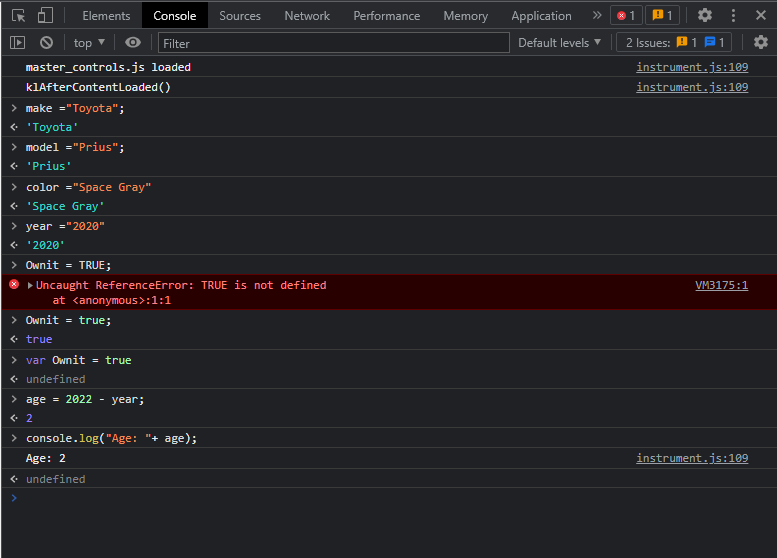 Elements Console Sources Network Performance Memory Application » 1 1
top ▼ Filter Default levels ▼ 2 Issues: 1 1
master_controls.js loaded instrument.js:109
klAfterContentLoaded() instrument.js:109
> make ="Toyota";
'Toyota'
> model ="Prius";
'Prius'
> color ="Space Gray"
'Space Gray'
> year ="2020"
'2020'
> Ownit = TRUE;
▶Uncaught ReferenceError: TRUE is not defined VM3175:1
at <anonymous>:1:1
> Ownit = true;
true
> var Ownit = true
undefined
> age = 2022 - year;
2
> console.log("Age: "+ age);
Age: 2 instrument.js:109
undefined
>